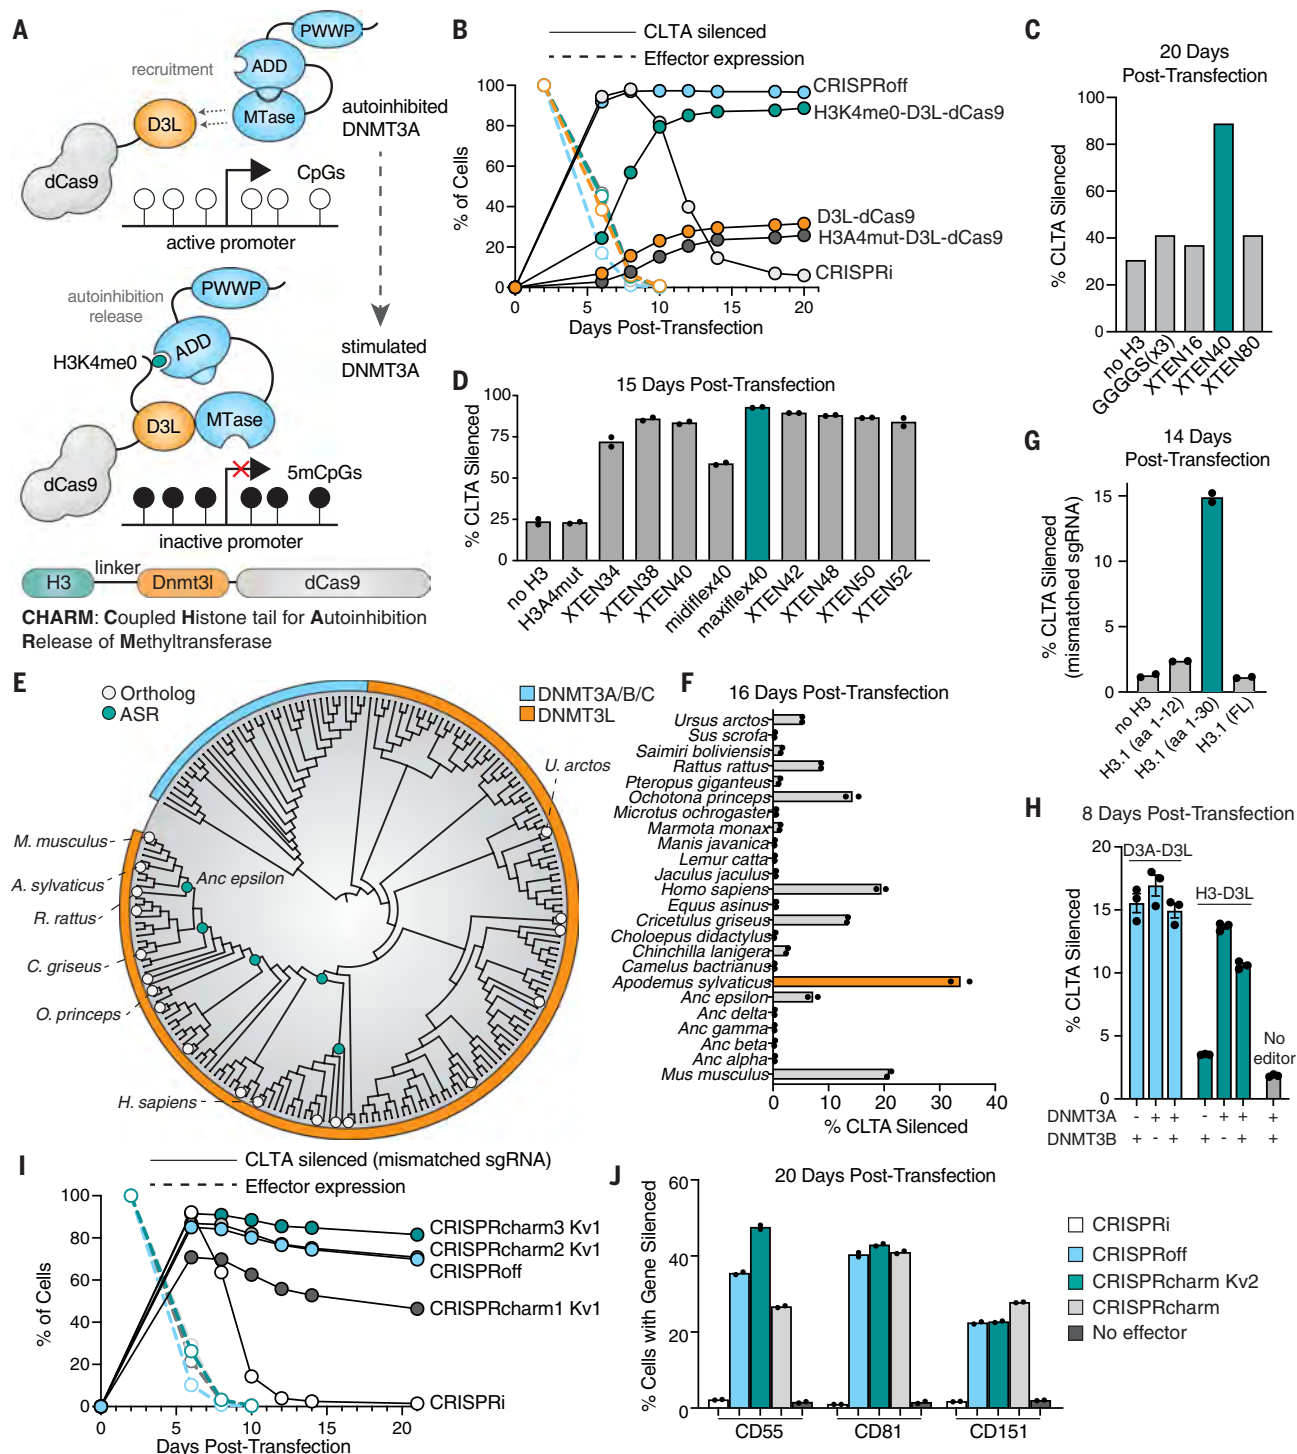 A
PWWP
ADD
recruitment
MTase
autoinhibited
DNMT3A
D3L
dCas9
CpGs
active promoter
autoinhibition
release
PWWP
ADD
H3K4me0
stimulated
DNMT3A
D3L
MTase
dCas9
5mCpGs
inactive promoter
H3
linker
Dnmt3l
dCas9
CHARM: Coupled Histone tail for Autoinhibition
Release of Methyltransferase
B
CLTA silenced
Effector expression
% of Cells
100
80
60
40
20
0
0
5
10
15
20
Days Post-Transfection
CRISPRoff
H3K4me0-D3L-dCas9
D3L-dCas9
H3A4mut-D3L-dCas9
CRISPRi
C
20 Days
Post-Transfection
% CLTA Silenced
100
80
60
40
20
0
no H3
GGGGS(x3)
XTEN16
XTEN40
XTEN80
D
15 Days Post-Transfection
% CLTA Silenced
100
75
50
25
0
no H3
H3A4mut
XTEN34
XTEN38
XTEN40
midiflex40
maxiflex40
XTEN42
XTEN48
XTEN50
XTEN52
E
Ortholog
ASR
DNMT3A/B/C
DNMT3L
U. arctos
M. musculus
Anc epsilon
A. sylvaticus
R. rattus
C. griseus
O. princeps
H. sapiens
F
16 Days Post-Transfection
Ursus arctos
Sus scrofa
Saimiri boliviensis
Rattus rattus
Pteropus giganteus
Ochotona princeps
Microtus ochrogaster
Marmota monax
Manis javanica
Lemur catta
Jaculus jaculus
Homo sapiens
Equus asinus
Cricetulus griseus
Choloepus didactylus
Chinchilla lanigera
Camelus bactrianus
Apodemus sylvaticus
Anc epsilon
Anc delta
Anc gamma
Anc beta
Anc alpha
Mus musculus
0
10
20
30
40
% CLTA Silenced
G
14 Days
Post-Transfection
% CLTA Silenced
(mismatched sgRNA)
15
10
5
0
no H3
H3.1 (aa 1-12)
H3.1 (aa 1-30)
H3.1 (FL)
H
8 Days Post-Transfection
% CLTA Silenced
20
15
10
5
0
D3A-D3L
H3-D3L
No
editor
DNMT3A - + + - + + +
DNMT3B + - + + - + +
I
CLTA silenced (mismatched sgRNA)
Effector expression
% of Cells
100
80
60
40
20
0
0
5
10
15
20
Days Post-Transfection
CRISPRcharm3 Kv1
CRISPRcharm2 Kv1
CRISPRoff
CRISPRcharm1 Kv1
CRISPRi
J
20 Days Post-Transfection
% Cells with Gene Silenced
60
40
20
0
CD55
CD81
CD151
CRISPRi
CRISPRoff
CRISPRcharm Kv2
CRISPRcharm
No effector